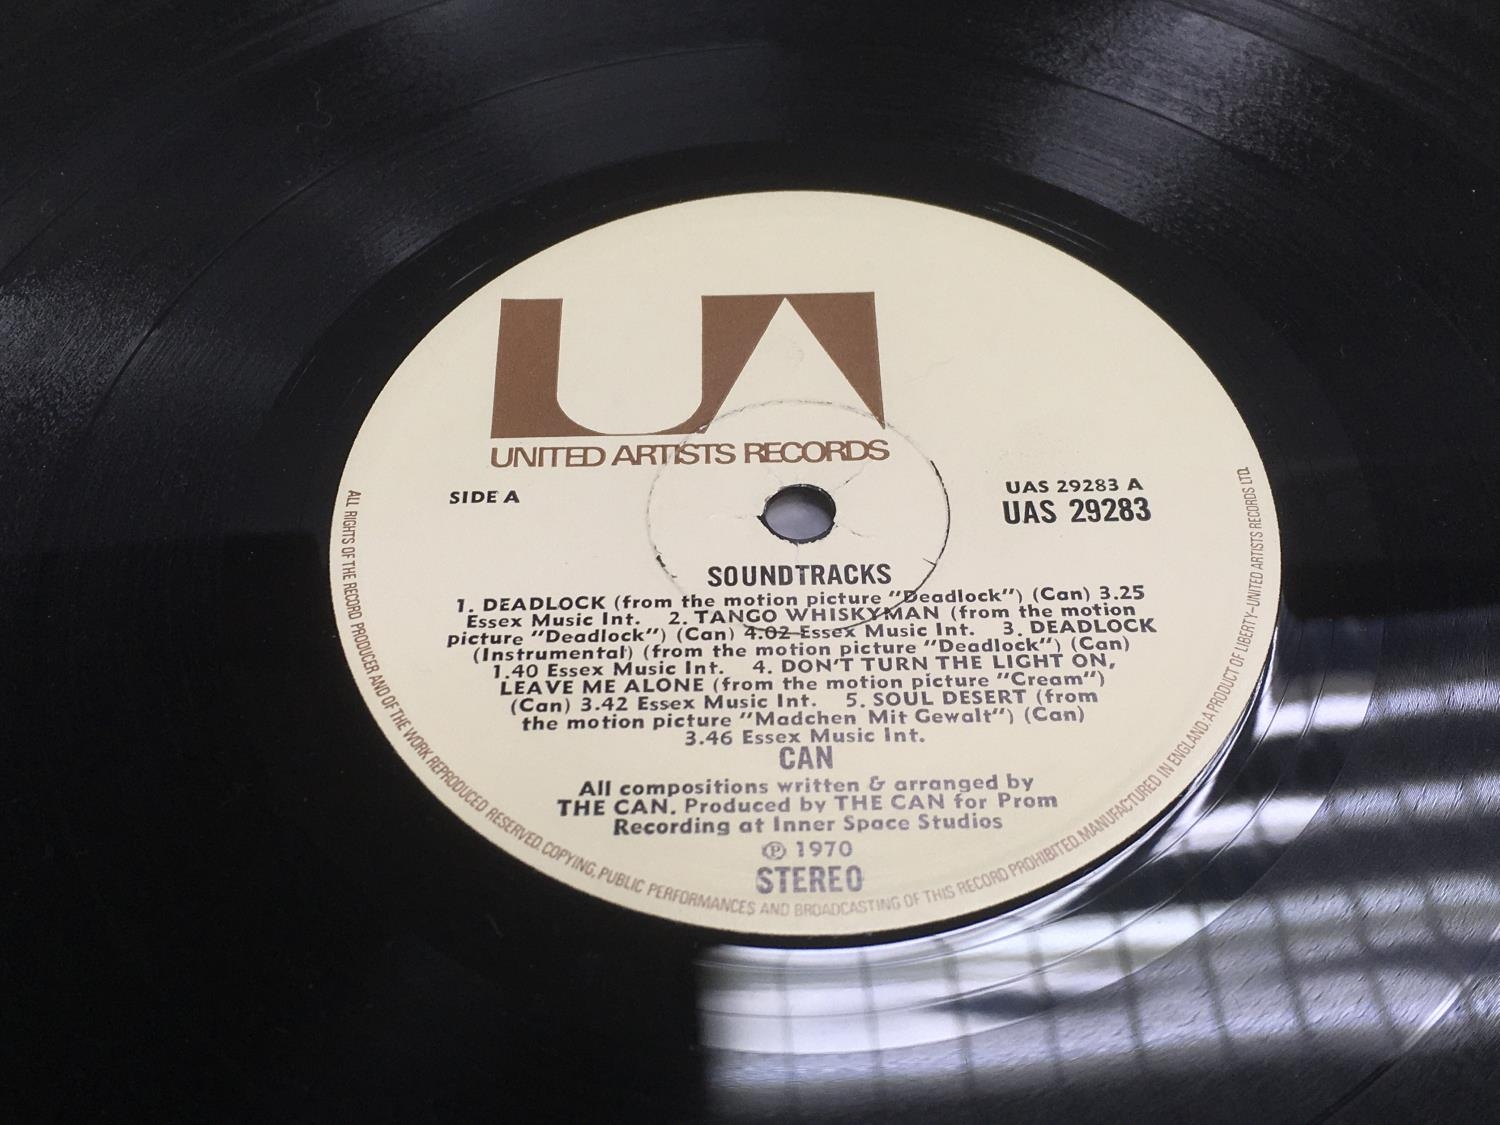 UA
UNITED ARTISTS RECORDS
SIDE A
UAS 29283 A
UAS 29283
SOUNDTRACKS
1. DEADLOCK (from the motion picture "Deadlock") (Can) 3.25
Essex Music Int. 2. TANGO WHISKYMAN (from the motion
picture "Deadlock") (Can) 4.02 Essex Music Int. 3. DEADLOCK
(Instrumental) (from the motion picture "Deadlock") (Can)
1.40 Essex Music Int. 4. DON'T TURN THE LIGHT ON,
LEAVE ME ALONE (from the motion picture "Cream")
(Can) 3.42 Essex Music Int. 5. SOUL DESERT (from
the motion picture "Madchen Mit Gewalt") (Can)
3.46 Essex Music Int.
CAN
All compositions written & arranged by
THE CAN. Produced by THE CAN for Prom
Recording at Inner Space Studios
℗ 1970
STEREO
ALL RIGHTS OF THE RECORD PRODUCER AND OF THE WORK REPRODUCED RESERVED. COPYING, PUBLIC PERFORMANCES AND BROADCASTING OF THIS RECORD PROHIBITED. MANUFACTURED IN ENGLAND. A PRODUCT OF LIBERTY-UNITED ARTISTS RECORDS LTD.